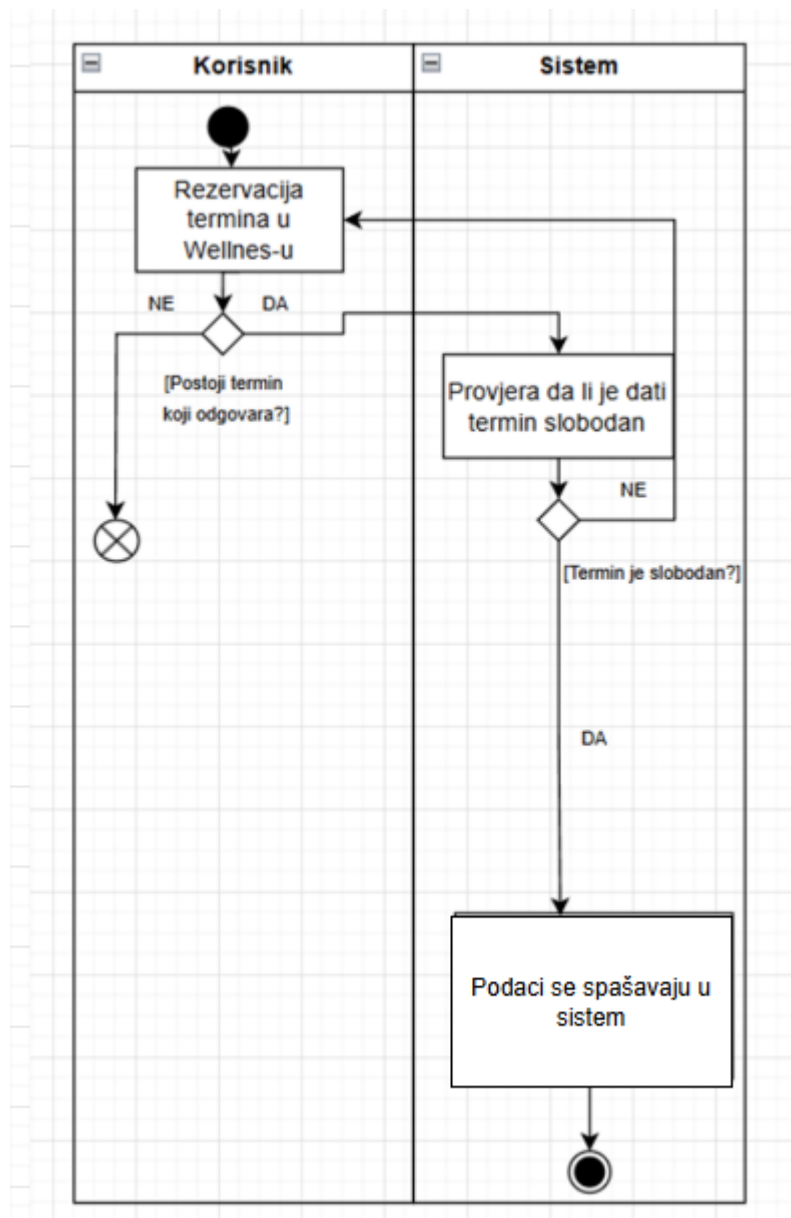 Korisnik
Sistem
Rezervacija
termina u
Wellnes-u
NE
DA
[Postoji termin
koji odgovara?]
Provjera da li je dati
termin slobodan
NE
[Termin je slobodan?]
DA
Podaci se spašavaju u
sistem